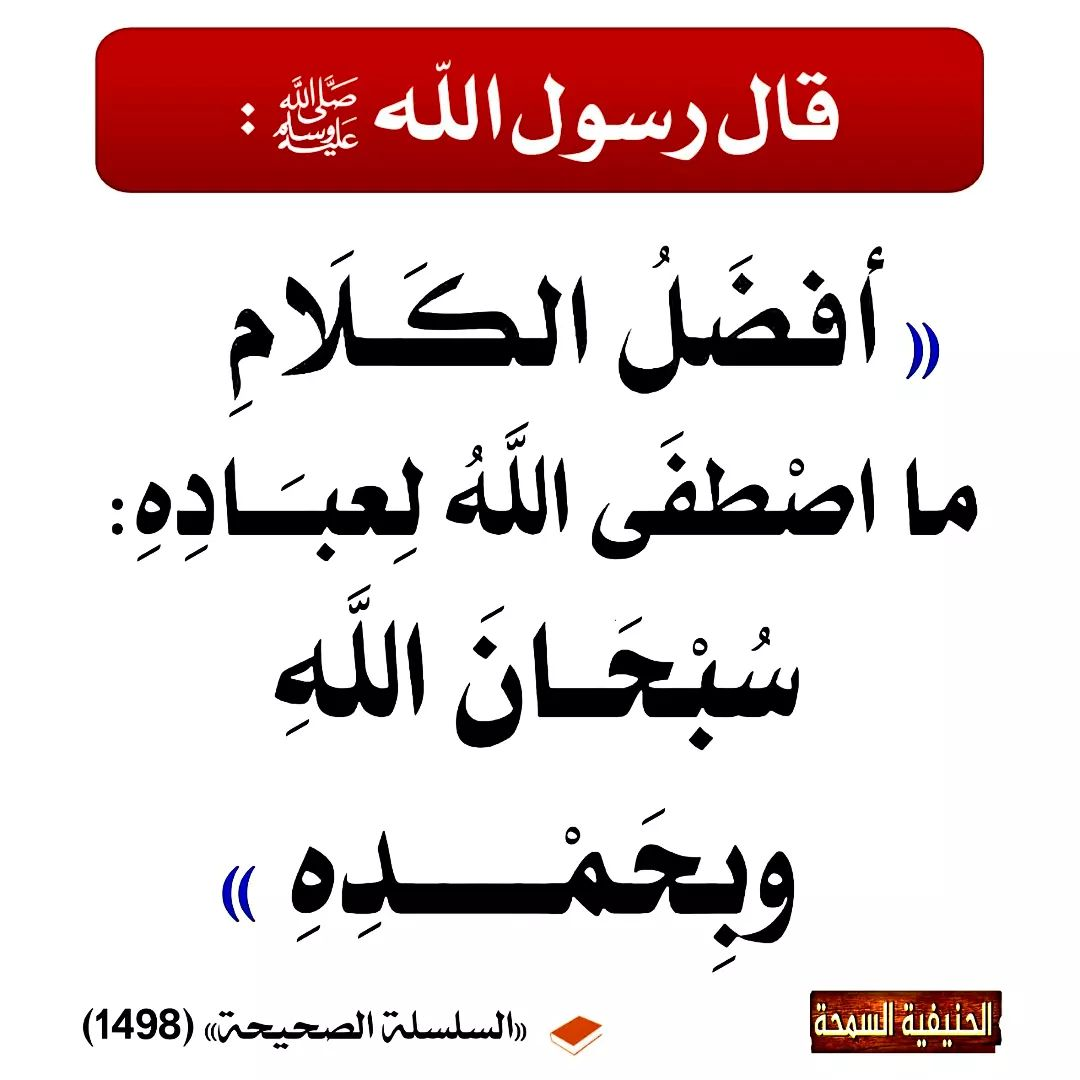 قال رسول الله ﷺ :
(( أفضَلُ الكَلَامِ
ما اصْطفَى اللَّهُ لِعبَادِهِ:
سُبْحَانَ اللَّهِ
وبِحَمْدِهِ ))
«السلسلة الصحيحة» (1498)
الحنيفية السمحة